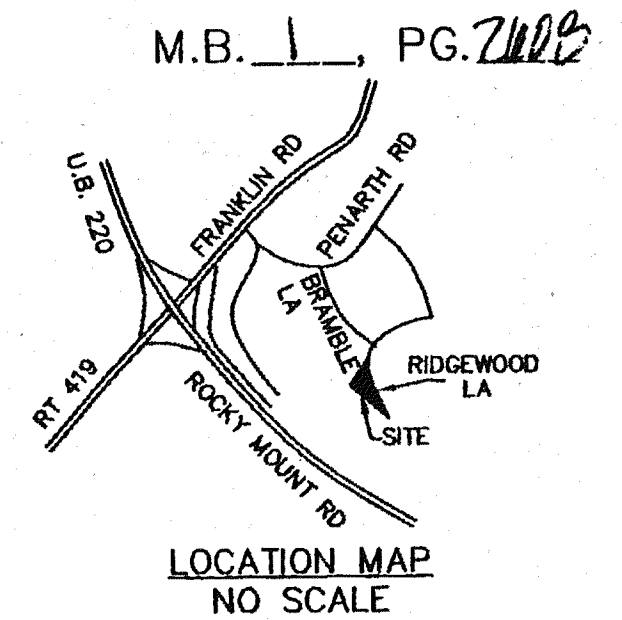 M.B. 1, PG.
U.B. 220
FRANKLIN RD
PENARTH RD
BRAMBLE LA
RT 419
ROCKY MOUNT RD
RIDGEWOOD
LA
SITE
LOCATION MAP
NO SCALE